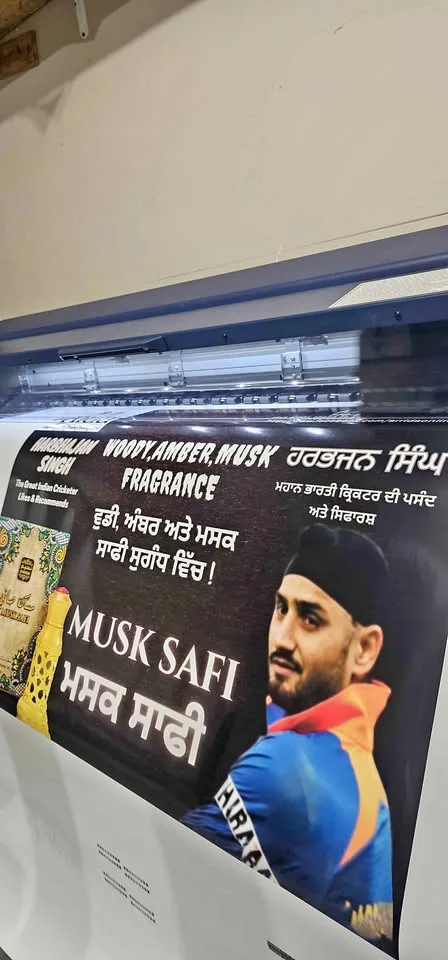 HARBHAJAN
SINGH
The Great Indian Cricketer
Likes & Recommends
WOODY,AMBER,MUSK
FRAGRANCE
ਵੁਡੀ, ਅੰਬਰ ਅਤੇ ਮਸਕ
ਸਾਫੀ ਸੁਗੰਧ ਵਿੱਚ!
ਹਰਭਜਨ ਸਿੰਘ
ਮਹਾਨ ਭਾਰਤੀ ਕ੍ਰਿਕਟਰ ਦੀ ਪਸੰਦ
ਅਤੇ ਸਿਫਾਰਸ਼
MUSK SAFI
ਮਸਕ ਸਾਫੀ